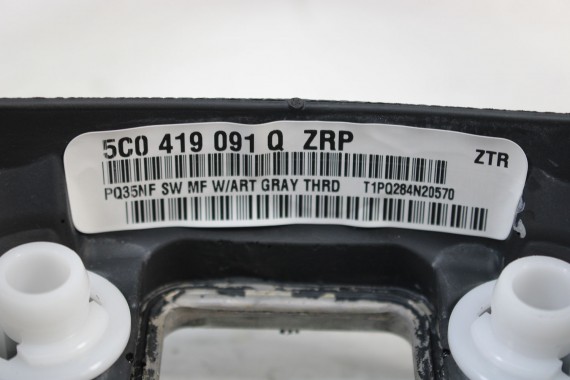 5C0 419 091 Q ZRP
ZTR
PQ35NF SW MF W/ART GRAY THRD T1PQ284N20570